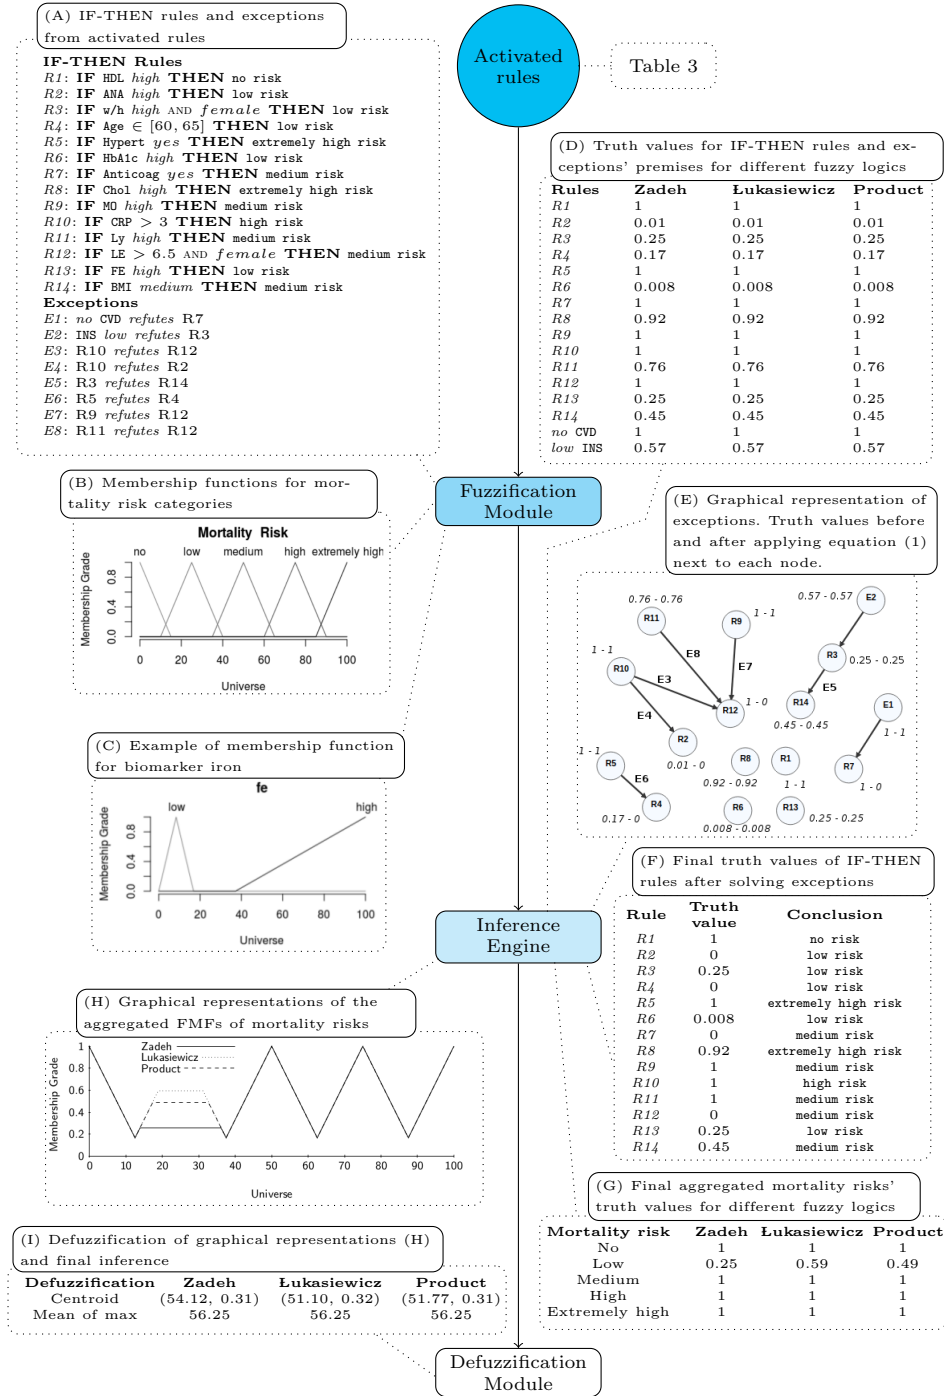 (A) IF-THEN rules and exceptions
from activated rules
IF-THEN Rules
R1: IF HDL high THEN no risk
R2: IF ANA high THEN low risk
R3: IF w/h high AND female THEN low risk
R4: IF Age ∈ [60, 65] THEN low risk
R5: IF Hypert yes THEN extremely high risk
R6: IF HbA1c high THEN low risk
R7: IF Anticoag yes THEN medium risk
R8: IF Chol high THEN extremely high risk
R9: IF MO high THEN medium risk
R10: IF CRP > 3 THEN high risk
R11: IF Ly high THEN medium risk
R12: IF LE > 6.5 AND female THEN medium risk
R13: IF FE high THEN low risk
R14: IF BMI medium THEN medium risk
Exceptions
E1: no CVD refutes R7
E2: INS low refutes R3
E3: R10 refutes R12
E4: R10 refutes R2
E5: R3 refutes R14
E6: R5 refutes R4
E7: R9 refutes R12
E8: R11 refutes R12
Activated
rules
Table 3
(D) Truth values for IF-THEN rules and ex-
ceptions' premises for different fuzzy logics
Rules Zadeh Łukasiewicz Product
R1 1 1 1
R2 0.01 0.01 0.01
R3 0.25 0.25 0.25
R4 0.17 0.17 0.17
R5 1 1 1
R6 0.008 0.008 0.008
R7 1 1 1
R8 0.92 0.92 0.92
R9 1 1 1
R10 1 1 1
R11 0.76 0.76 0.76
R12 1 1 1
R13 0.25 0.25 0.25
R14 0.45 0.45 0.45
no CVD 1 1 1
low INS 0.57 0.57 0.57
(B) Membership functions for mor-
tality risk categories
Fuzzification
Module
Mortality Risk
no low medium high extremely high
Membership Grade
0.8
0.4
0.0
0 20 40 60 80 100
Universe
(E) Graphical representation of
exceptions. Truth values before
and after applying equation (1)
next to each node.
0.76 - 0.76
R11
R9
1 - 1
0.57 - 0.57
E2
E8
E7
1 - 1
R10
E3
R3
0.25 - 0.25
E5
E4
R12
1 - 0
R14
0.45 - 0.45
E1
1 - 1
R2
0.01 - 0
1 - 1
R5
R8
0.92 - 0.92
R1
1 - 1
R7
1 - 0
E6
0.17 - 0
R4
R6
0.008 - 0.008
R13
0.25 - 0.25
(C) Example of membership function
for biomarker iron
fe
low high
Membership Grade
0.8
0.4
0.0
0 20 40 60 80 100
Universe
Inference
Engine
(F) Final truth values of IF-THEN
rules after solving exceptions
Rule Truth value Conclusion
R1 1 no risk
R2 0 low risk
R3 0.25 low risk
R4 0 low risk
R5 1 extremely high risk
R6 0.008 low risk
R7 0 medium risk
R8 0.92 extremely high risk
R9 1 medium risk
R10 1 high risk
R11 1 medium risk
R12 0 medium risk
R13 0.25 low risk
R14 0.45 medium risk
(H) Graphical representations of the
aggregated FMFs of mortality risks
Zadeh
Lukasiewicz
Product
Membership Grade
1
0.8
0.6
0.4
0.2
0
0 10 20 30 40 50 60 70 80 90 100
Universe
(G) Final aggregated mortality risks'
truth values for different fuzzy logics
Mortality risk Zadeh Łukasiewicz Product
No 1 1 1
Low 0.25 0.59 0.49
Medium 1 1 1
High 1 1 1
Extremely high 1 1 1
(I) Defuzzification of graphical representations (H)
and final inference
Defuzzification Zadeh Łukasiewicz Product
Centroid (54.12, 0.31) (51.10, 0.32) (51.77, 0.31)
Mean of max 56.25 56.25 56.25
Defuzzification
Module